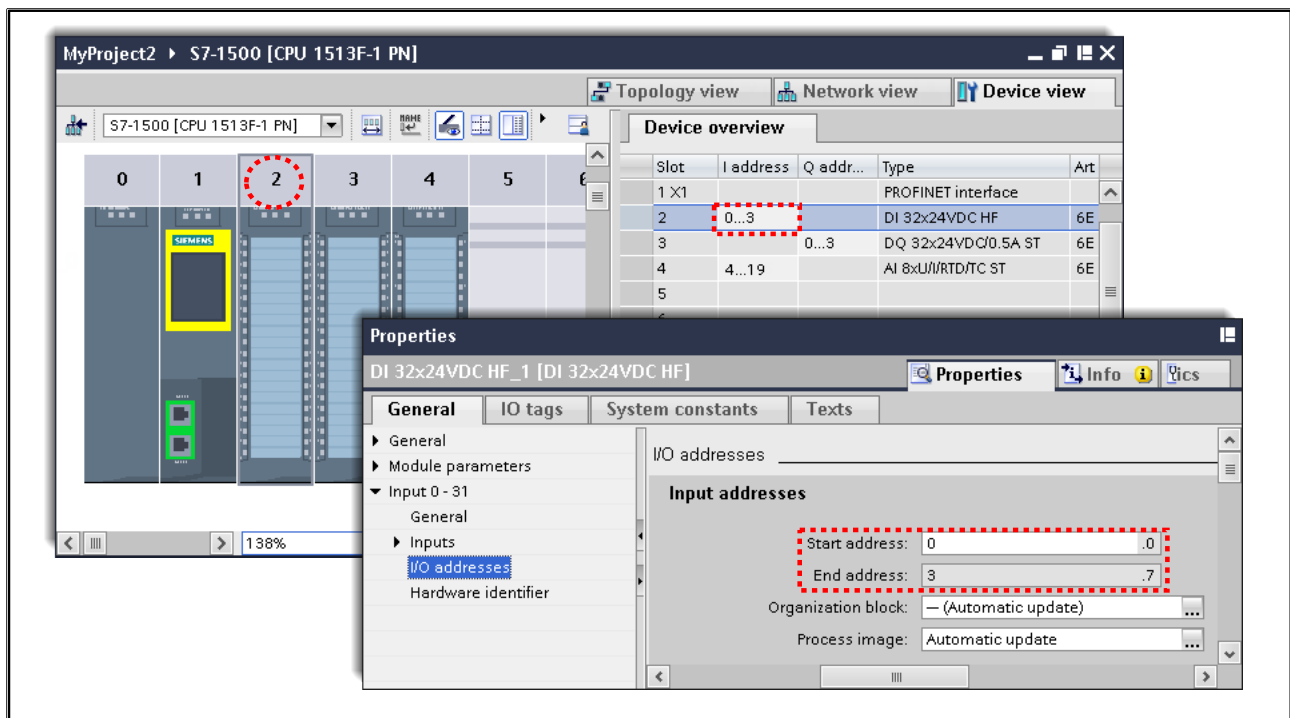 MyProject2 ▸ S7-1500 [CPU 1513F-1 PN]
Topology view Network view Device view
S7-1500 [CPU 1513F-1 PN]
Device overview
0 1 2 3 4 5
Slot I address Q addr... Type Art
1 X1 PROFINET interface
2 0...3 DI 32x24VDC HF 6E
3 0...3 DQ 32x24VDC/0.5A ST 6E
4 4...19 AI 8xU/I/RTD/TC ST 6E
5
SIEMENS
138%
Properties
DI 32x24VDC HF_1 [DI 32x24VDC HF]
Properties Info
General IO tags System constants Texts
General
Module parameters
Input 0 - 31
General
Inputs
I/O addresses
Hardware identifier
I/O addresses
Input addresses
Start address: 0 .0
End address: 3 .7
Organization block: — (Automatic update) ...
Process image: Automatic update ...